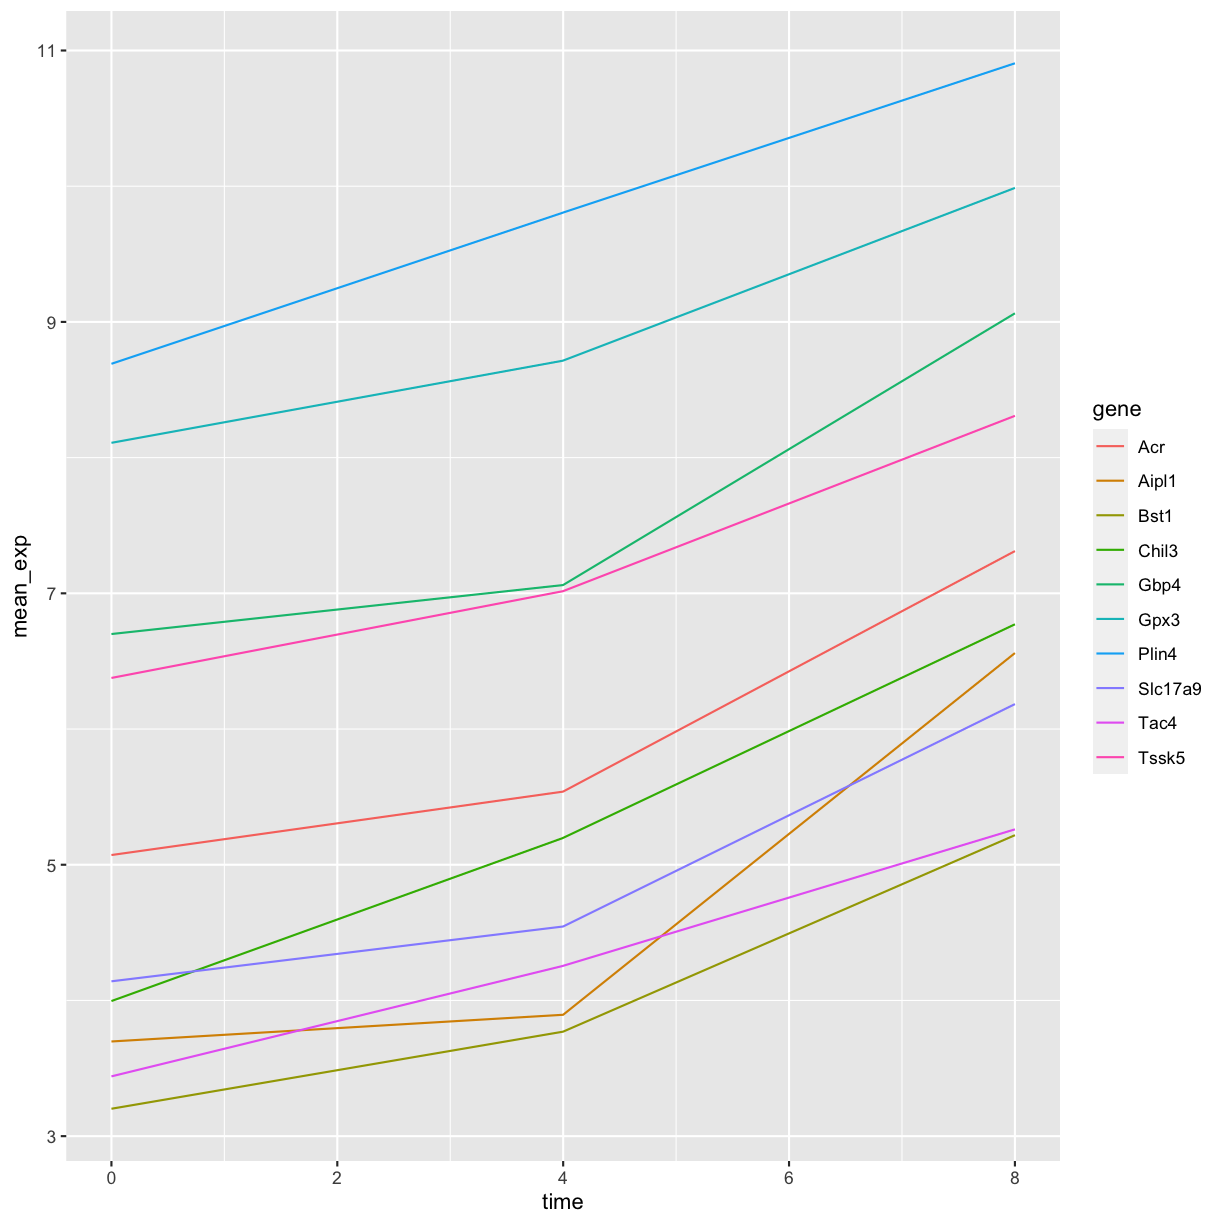 11
9
7
5
3
mean_exp
0 2 4 6 8
time
gene
Acr
Aipl1
Bst1
Chil3
Gbp4
Gpx3
Plin4
Slc17a9
Tac4
Tssk5